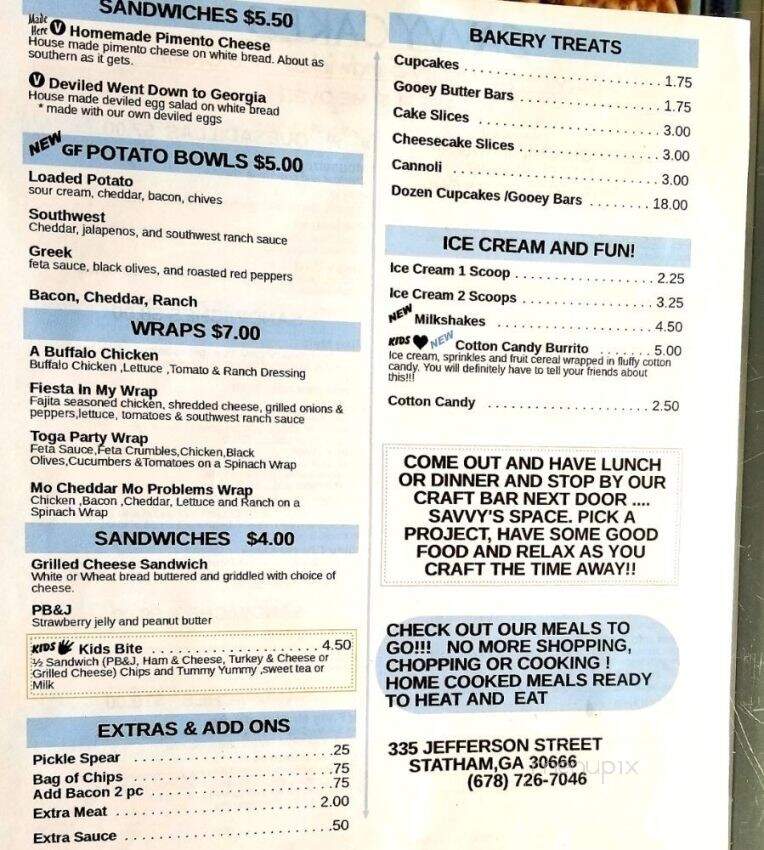 SANDWICHES $5.50
Made
Here V Homemade Pimento Cheese
House made pimento cheese on white bread. About as
southern as it gets.
V Deviled Went Down to Georgia
House made deviled egg salad on white bread
* made with our own deviled eggs
NEW GF POTATO BOWLS $5.00
Loaded Potato
sour cream, cheddar, bacon, chives
Southwest
Cheddar, jalapenos, and southwest ranch sauce
Greek
feta sauce, black olives, and roasted red peppers
Bacon, Cheddar, Ranch
WRAPS $7.00
A Buffalo Chicken
Buffalo Chicken ,Lettuce ,Tomato & Ranch Dressing
Fiesta In My Wrap
Fajita seasoned chicken, shredded cheese, grilled onions &
peppers,lettuce, tomatoes & southwest ranch sauce
Toga Party Wrap
Feta Sauce,Feta Crumbles,Chicken,Black
Olives,Cucumbers &Tomatoes on a Spinach Wrap
Mo Cheddar Mo Problems Wrap
Chicken ,Bacon ,Cheddar, Lettuce and Ranch on a
Spinach Wrap
SANDWICHES $4.00
Grilled Cheese Sandwich
White or Wheat bread buttered and griddled with choice of
cheese.
PB&J
Strawberry jelly and peanut butter
KIDS Kids Bite ..................... 4.50
½ Sandwich (PB&J, Ham & Cheese, Turkey & Cheese or
Grilled Cheese) Chips and Tummy Yummy ,sweet tea or
Milk
EXTRAS & ADD ONS
Pickle Spear ........................ .25
Bag of Chips ........................ .75
Add Bacon 2 pc ...................... .75
Extra Meat ........................ 2.00
Extra Sauce ......................... .50
BAKERY TREATS
Cupcakes ........................ 1.75
Gooey Butter Bars ................. 1.75
Cake Slices ....................... 3.00
Cheesecake Slices ................. 3.00
Cannoli ......................... 3.00
Dozen Cupcakes /Gooey Bars ........ 18.00
ICE CREAM AND FUN!
Ice Cream 1 Scoop ................. 2.25
Ice Cream 2 Scoops ................ 3.25
NEW Milkshakes .................... 4.50
KIDS NEW Cotton Candy Burrito ....... 5.00
Ice cream, sprinkles and fruit cereal wrapped in fluffy cotton
candy. You will definitely have to tell your friends about
this!!!
Cotton Candy .................... 2.50
COME OUT AND HAVE LUNCH
OR DINNER AND STOP BY OUR
CRAFT BAR NEXT DOOR ....
SAVVY'S SPACE. PICK A
PROJECT, HAVE SOME GOOD
FOOD AND RELAX AS YOU
CRAFT THE TIME AWAY!!
CHECK OUT OUR MEALS TO
GO!!! NO MORE SHOPPING,
CHOPPING OR COOKING !
HOME COOKED MEALS READY
TO HEAT AND EAT
335 JEFFERSON STREET
STATHAM,GA 30666
(678) 726-7046